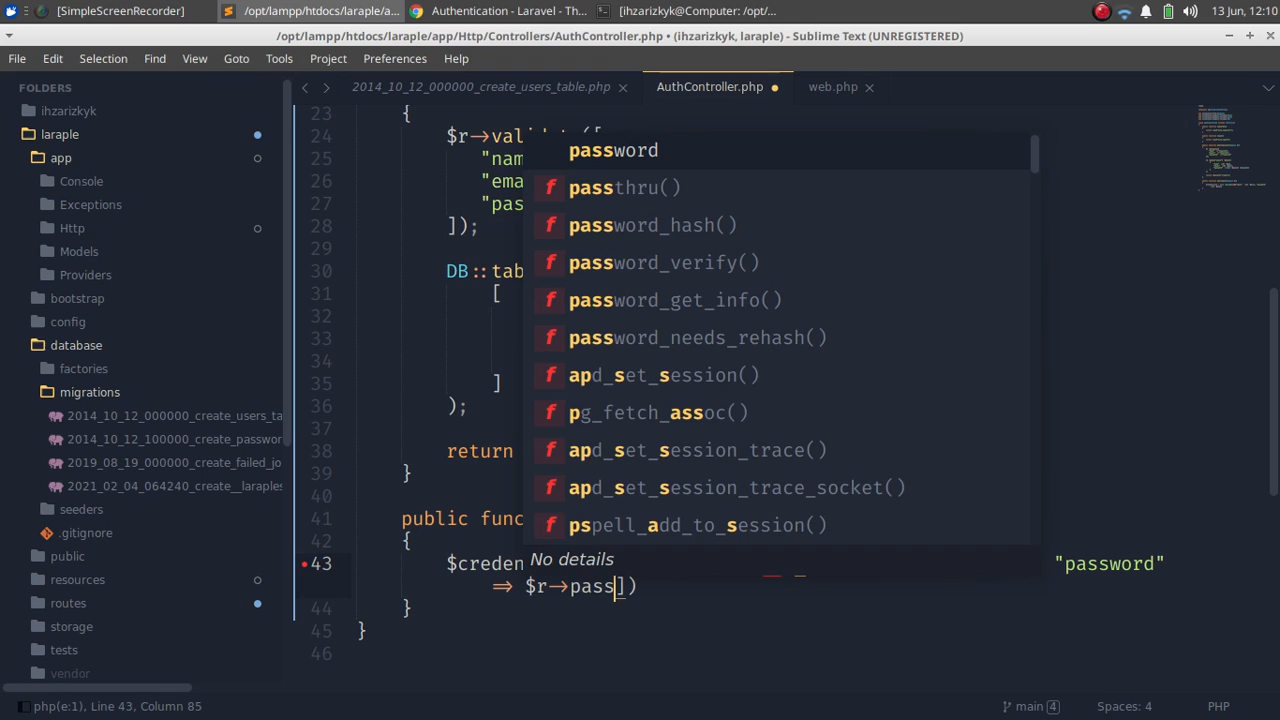 [SimpleScreenRecorder]
/opt/lampp/htdocs/laraple/a...
Authentication - Laravel - Th...
[ihzarizkyk@Computer: /opt/...
13 Jun, 12:10
/opt/lampp/htdocs/laraple/app/Http/Controllers/AuthController.php • (ihzarizkyk, laraple) - Sublime Text (UNREGISTERED)
File Edit Selection Find View Goto Tools Project Preferences Help
FOLDERS
ihzarizkyk
laraple
app
Console
Exceptions
Http
Models
Providers
bootstrap
config
database
factories
migrations
2014_10_12_000000_create_users_ta
2014_10_12_100000_create_passwor
2019_08_19_000000_create_failed_jo
2021_02_04_064240_create__laraples
seeders
.gitignore
public
resources
routes
storage
tests
vendor
2014_10_12_000000_create_users_table.php
AuthController.php
web.php
23 {
24 $r->validate([
25 "nam
26 "ema
27 "pas
28 ]);
29
30 DB::tab
31 [
32
33
34
35 ]
36 );
37
38 return
39 }
40
41 public func
42 {
43 $creden "password"
=> $r->pass])
44 }
45 }
46
password
f passthru()
f password_hash()
f password_verify()
f password_get_info()
f password_needs_rehash()
f apd_set_session()
f pg_fetch_assoc()
f apd_set_session_trace()
f apd_set_session_trace_socket()
f pspell_add_to_session()
No details
php(e:1), Line 43, Column 85
main 4
Spaces: 4
PHP